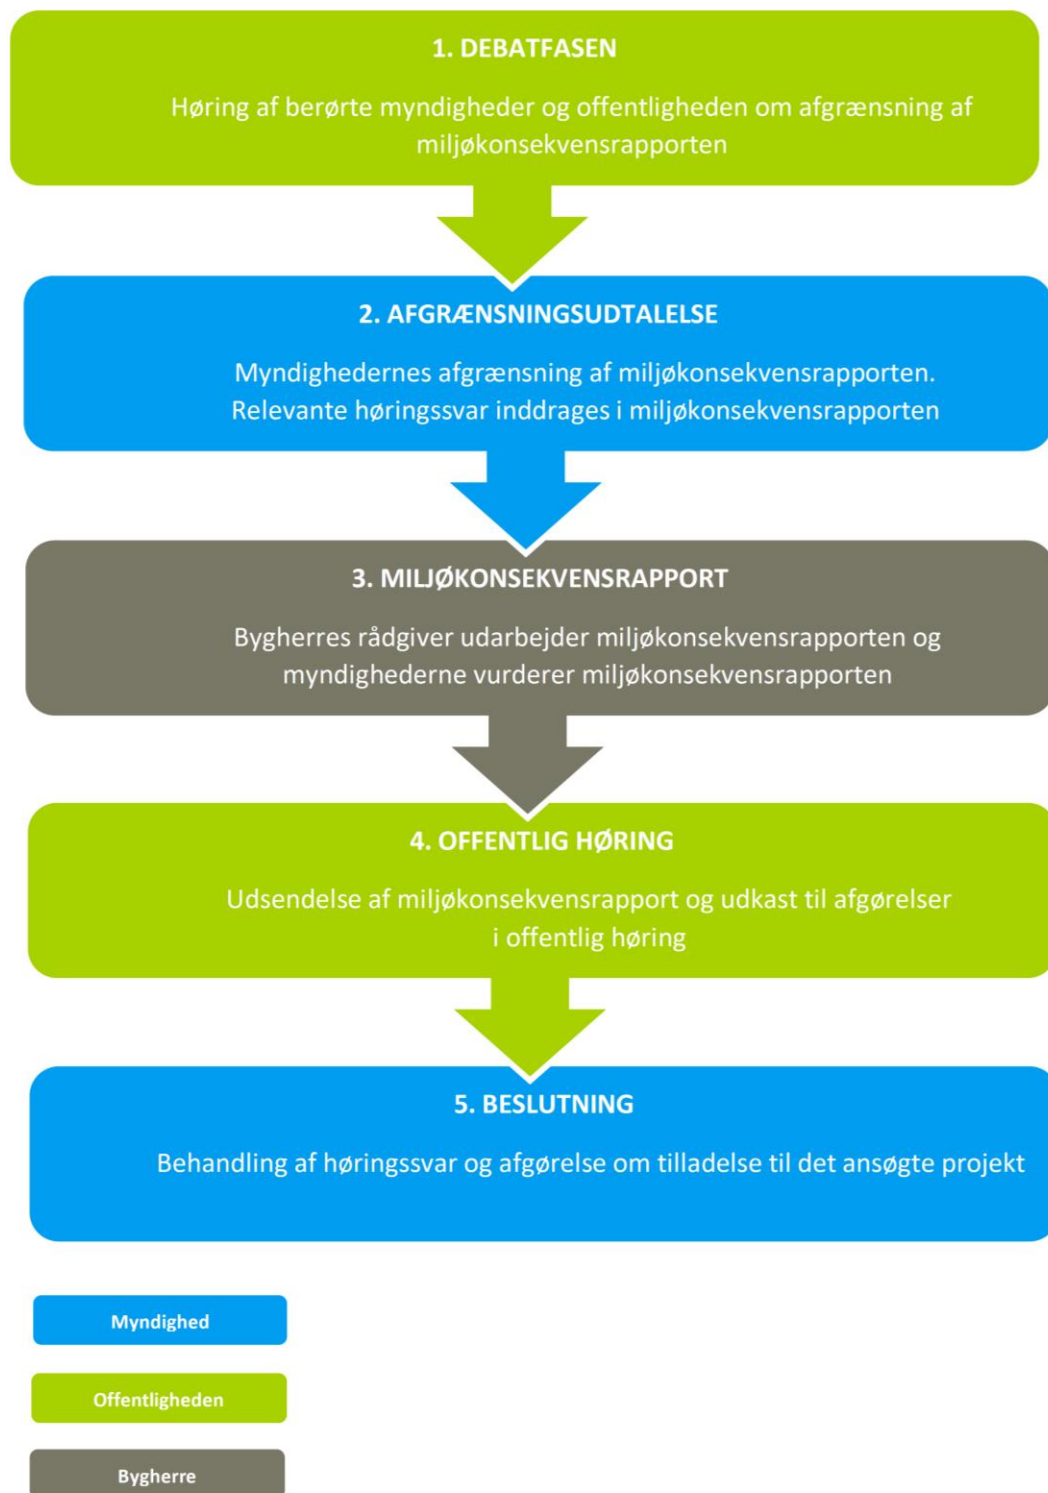 1. DEBATFASEN
Høring af berørte myndigheder og offentligheden om afgrænsning af
miljøkonsekvensrapporten
2. AFGRÆNSNINGSUDTALELSE
Myndighedernes afgrænsning af miljøkonsekvensrapporten.
Relevante høringssvar inddrages i miljøkonsekvensrapporten
3. MILJØKONSEKVENSRAPPORT
Bygherres rådgiver udarbejder miljøkonsekvensrapporten og
myndighederne vurderer miljøkonsekvensrapporten
4. OFFENTLIG HØRING
Udsendelse af miljøkonsekvensrapport og udkast til afgørelser
i offentlig høring
5. BESLUTNING
Behandling af høringssvar og afgørelse om tilladelse til det ansøgte projekt
Myndighed
Offentligheden
Bygherre